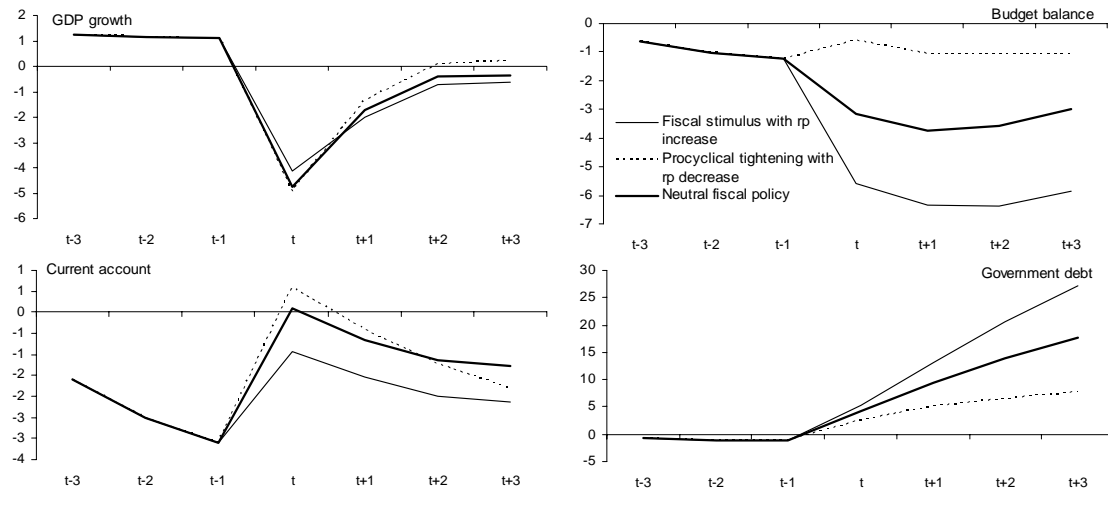 GDP growth
2
1
0
-1
-2
-3
-4
-5
-6
t-3 t-2 t-1 t t+1 t+2 t+3
Budget balance
0
-1
-2
-3
-4
-5
-6
-7
Fiscal stimulus with rp
increase
Procyclical tightening with
rp decrease
Neutral fiscal policy
t-3 t-2 t-1 t t+1 t+2 t+3
Current account
1
1
0
-1
-1
-2
-2
-3
-3
-4
t-3 t-2 t-1 t t+1 t+2 t+3
Government debt
30
25
20
15
10
5
0
-5
t-3 t-2 t-1 t t+1 t+2 t+3